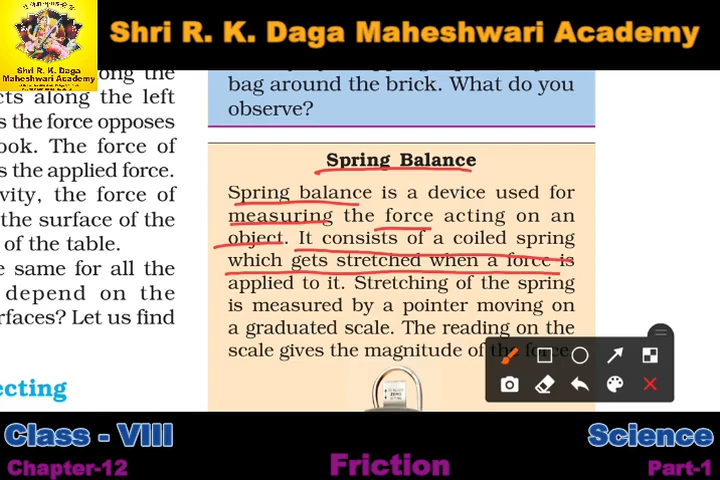 Shri R. K. Daga Maheshwari Academy
Shri R. K. Daga
Maheshwari Academy
ong the
cts along the left
s the force opposes
ook. The force of
s the applied force.
vity, the force of
the surface of the
of the table.
e same for all the
depend on the
rfaces? Let us find
ecting
bag around the brick. What do you
observe?
Spring Balance
Spring balance is a device used for
measuring the force acting on an
object. It consists of a coiled spring
which gets stretched when a force is
applied to it. Stretching of the spring
is measured by a pointer moving on
a graduated scale. The reading on the
scale gives the magnitude of the force.
Class - VIII
Science
Chapter-12
Friction
Part-1